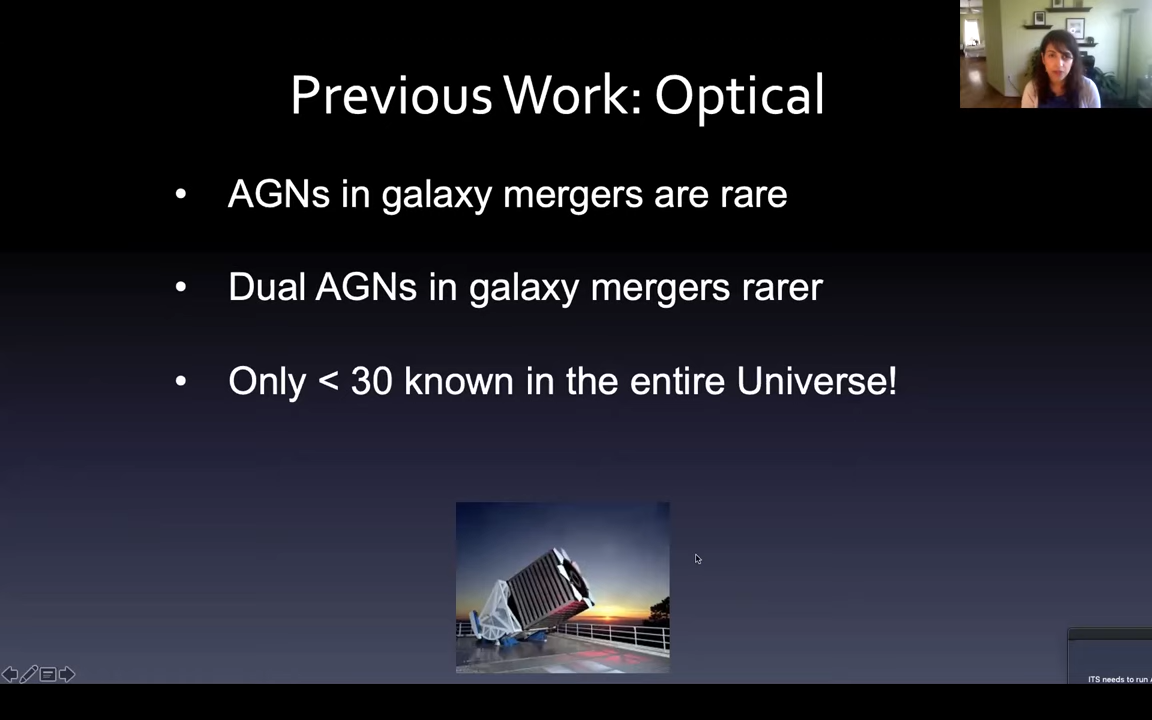 Previous Work: Optical
• AGNs in galaxy mergers are rare
• Dual AGNs in galaxy mergers rarer
• Only < 30 known in the entire Universe!
ITS needs to run